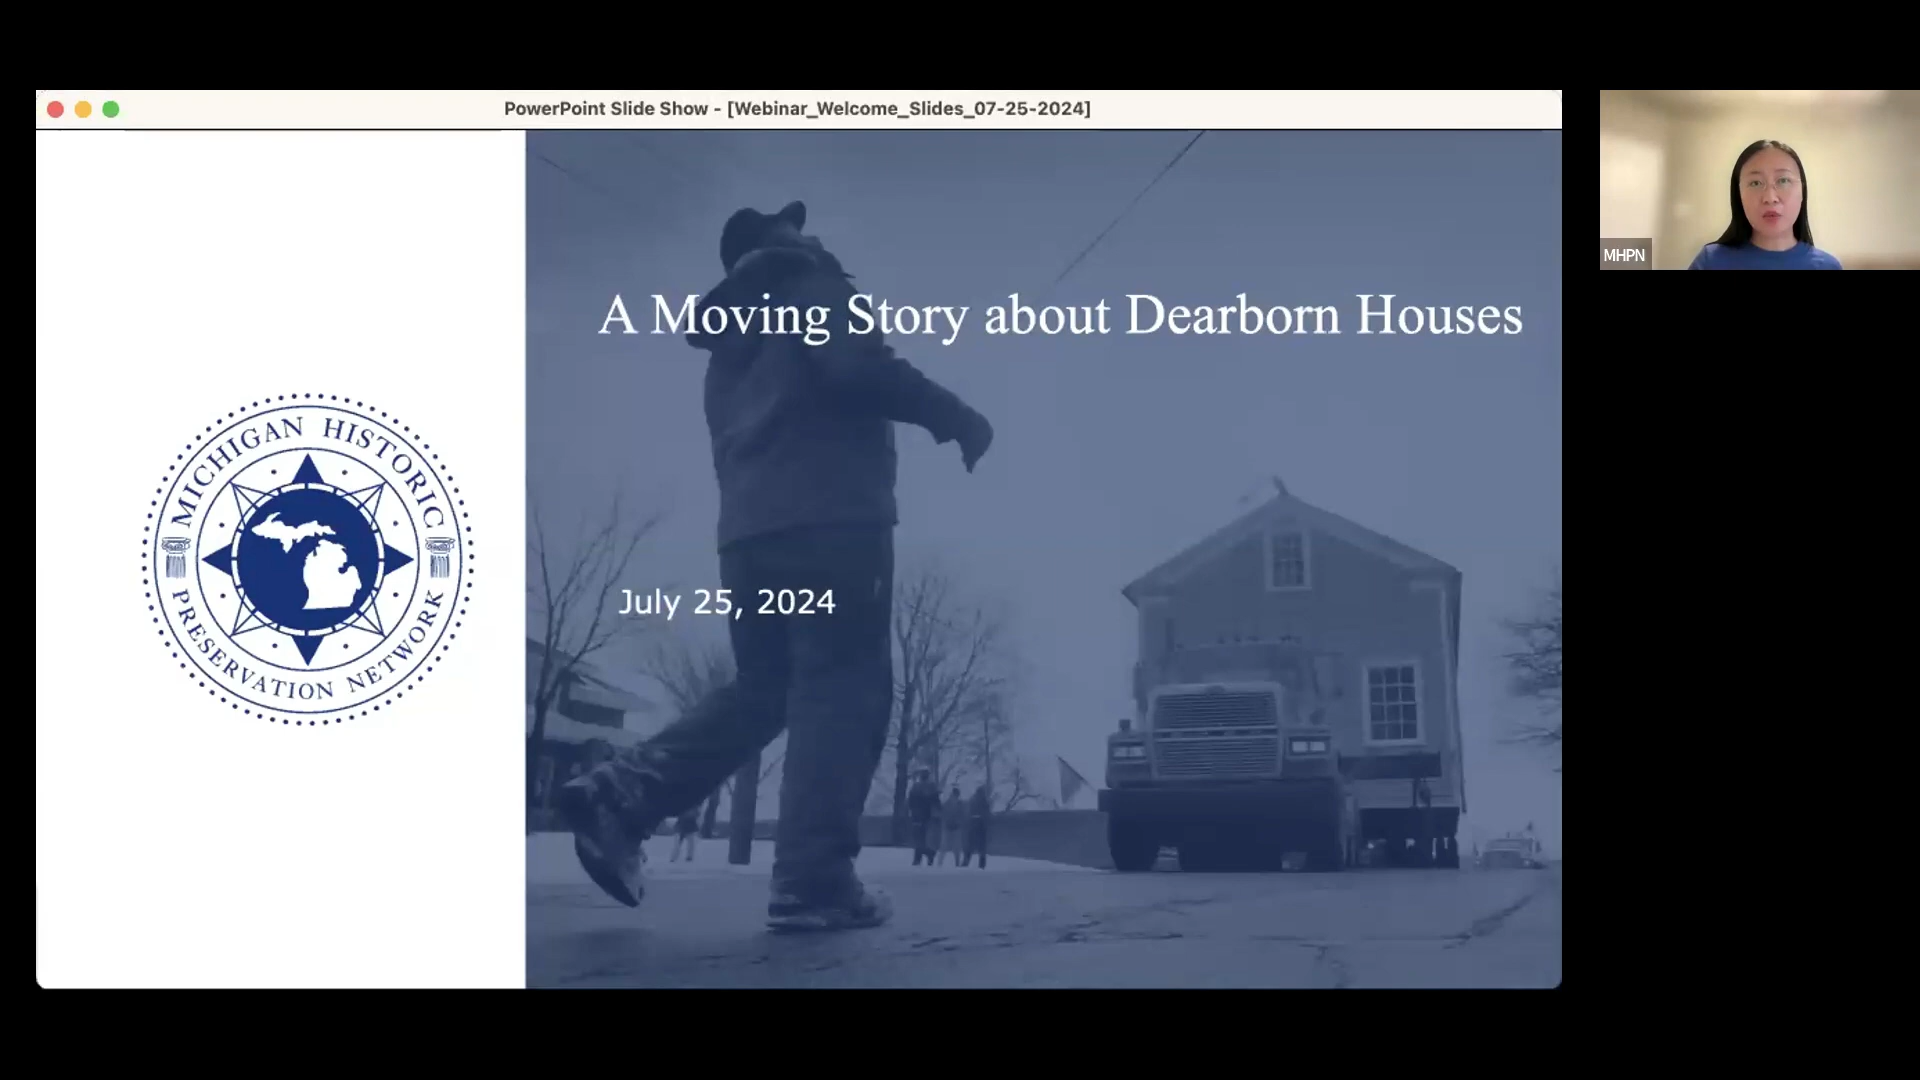 PowerPoint Slide Show - [Webinar_Welcome_Slides_07-25-2024]
MHPN
A Moving Story about Dearborn Houses
MICHIGAN HISTORIC
PRESERVATION NETWORK
July 25, 2024